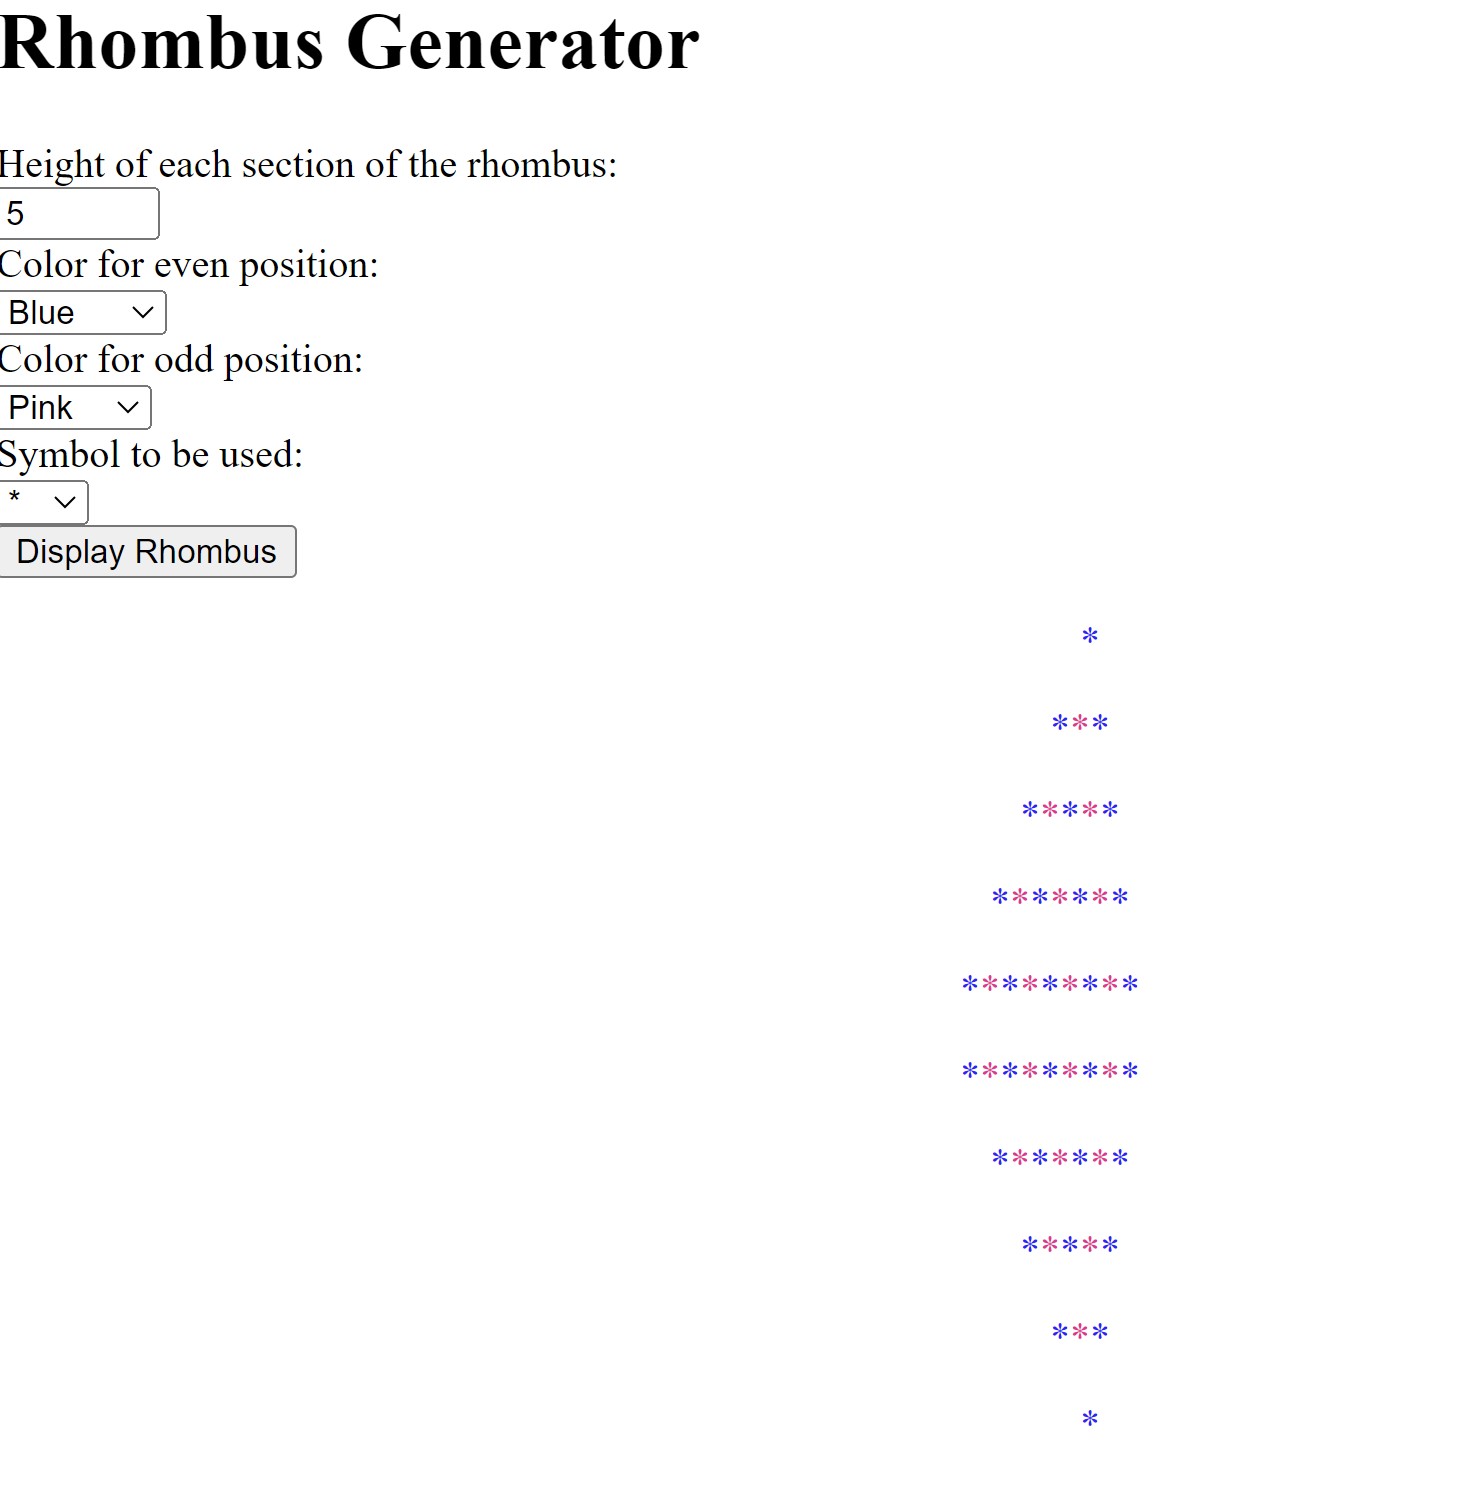 Rhombus Generator
Height of each section of the rhombus:
5
Color for even position:
Blue
Color for odd position:
Pink
Symbol to be used:
*
Display Rhombus
*
***
*****
*******
*********
*********
*******
*****
***
*